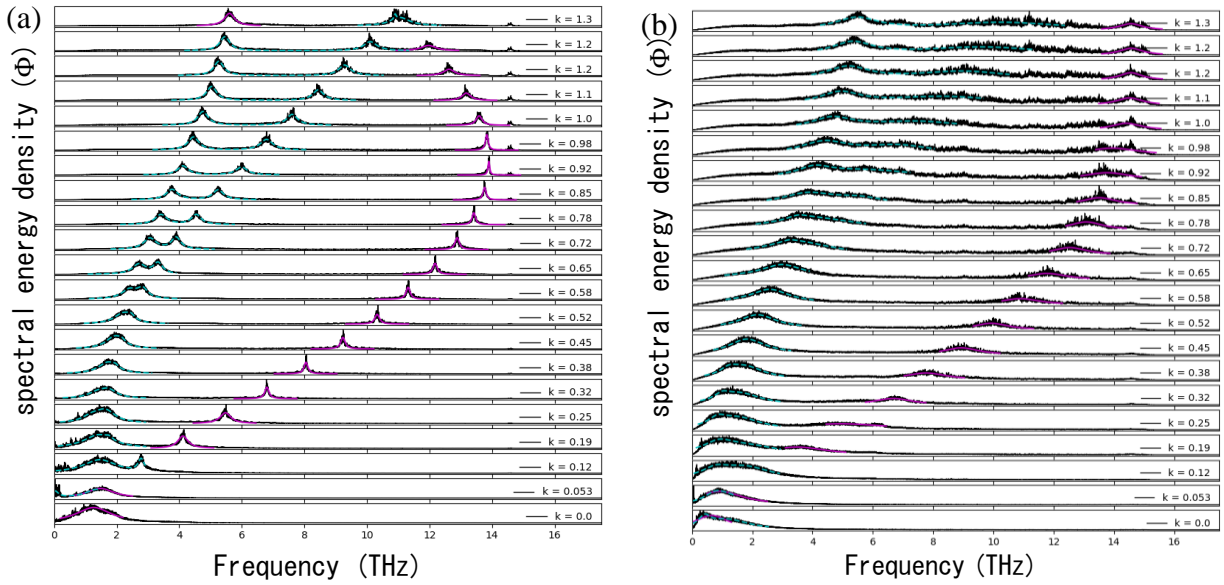 (a)
spectral energy density (Φ)
k = 1.3
k = 1.2
k = 1.2
k = 1.1
k = 1.0
k = 0.98
k = 0.92
k = 0.85
k = 0.78
k = 0.72
k = 0.65
k = 0.58
k = 0.52
k = 0.45
k = 0.38
k = 0.32
k = 0.25
k = 0.19
k = 0.12
k = 0.053
k = 0.0
0 2 4 6 8 10 12 14 16
Frequency (THz)
(b)
spectral energy density (Φ)
k = 1.3
k = 1.2
k = 1.2
k = 1.1
k = 1.0
k = 0.98
k = 0.92
k = 0.85
k = 0.78
k = 0.72
k = 0.65
k = 0.58
k = 0.52
k = 0.45
k = 0.38
k = 0.32
k = 0.25
k = 0.19
k = 0.12
k = 0.053
k = 0.0
0 2 4 6 8 10 12 14 16
Frequency (THz)